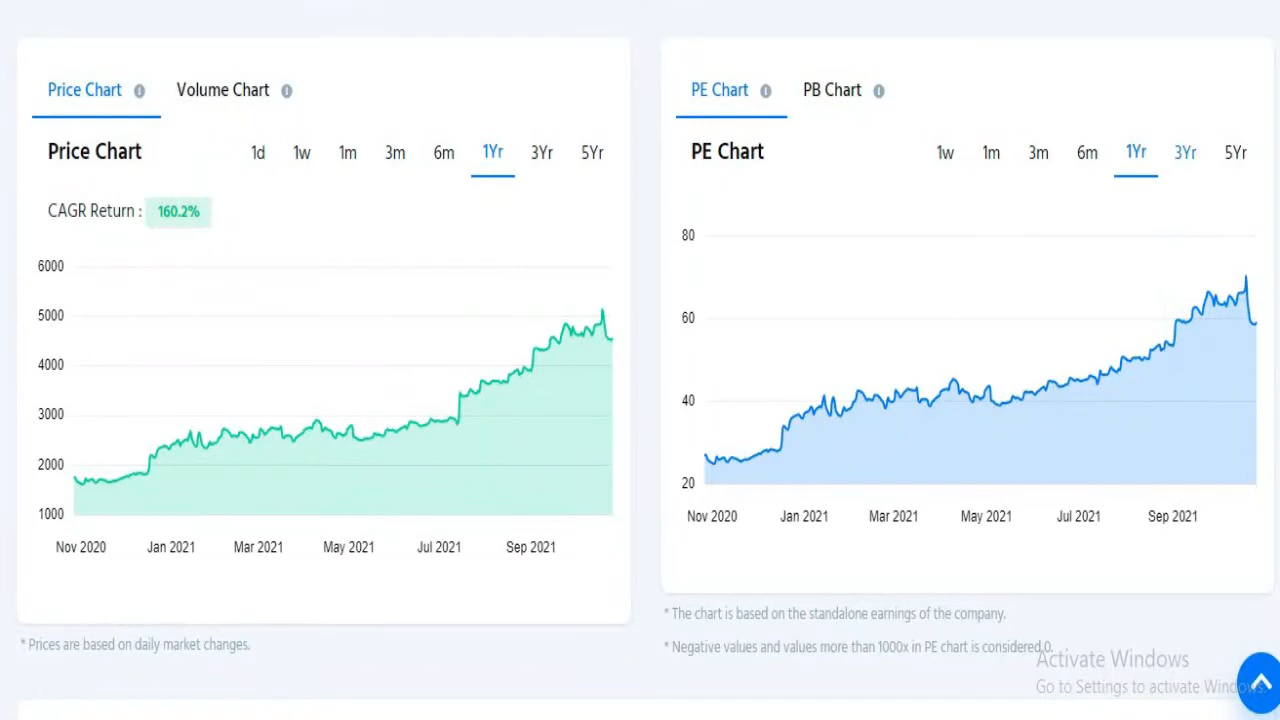 Price Chart
Volume Chart
Price Chart
1d 1w 1m 3m 6m 1Yr 3Yr 5Yr
CAGR Return : 160.2%
6000
5000
4000
3000
2000
1000
Nov 2020 Jan 2021 Mar 2021 May 2021 Jul 2021 Sep 2021
* Prices are based on daily market changes.
PE Chart
PB Chart
PE Chart
1w 1m 3m 6m 1Yr 3Yr 5Yr
80
60
40
20
Nov 2020 Jan 2021 Mar 2021 May 2021 Jul 2021 Sep 2021
* The chart is based on the standalone earnings of the company.
* Negative values and values more than 1000x in PE chart is considered 0.
Activate Windows
Go to Settings to activate Windows.